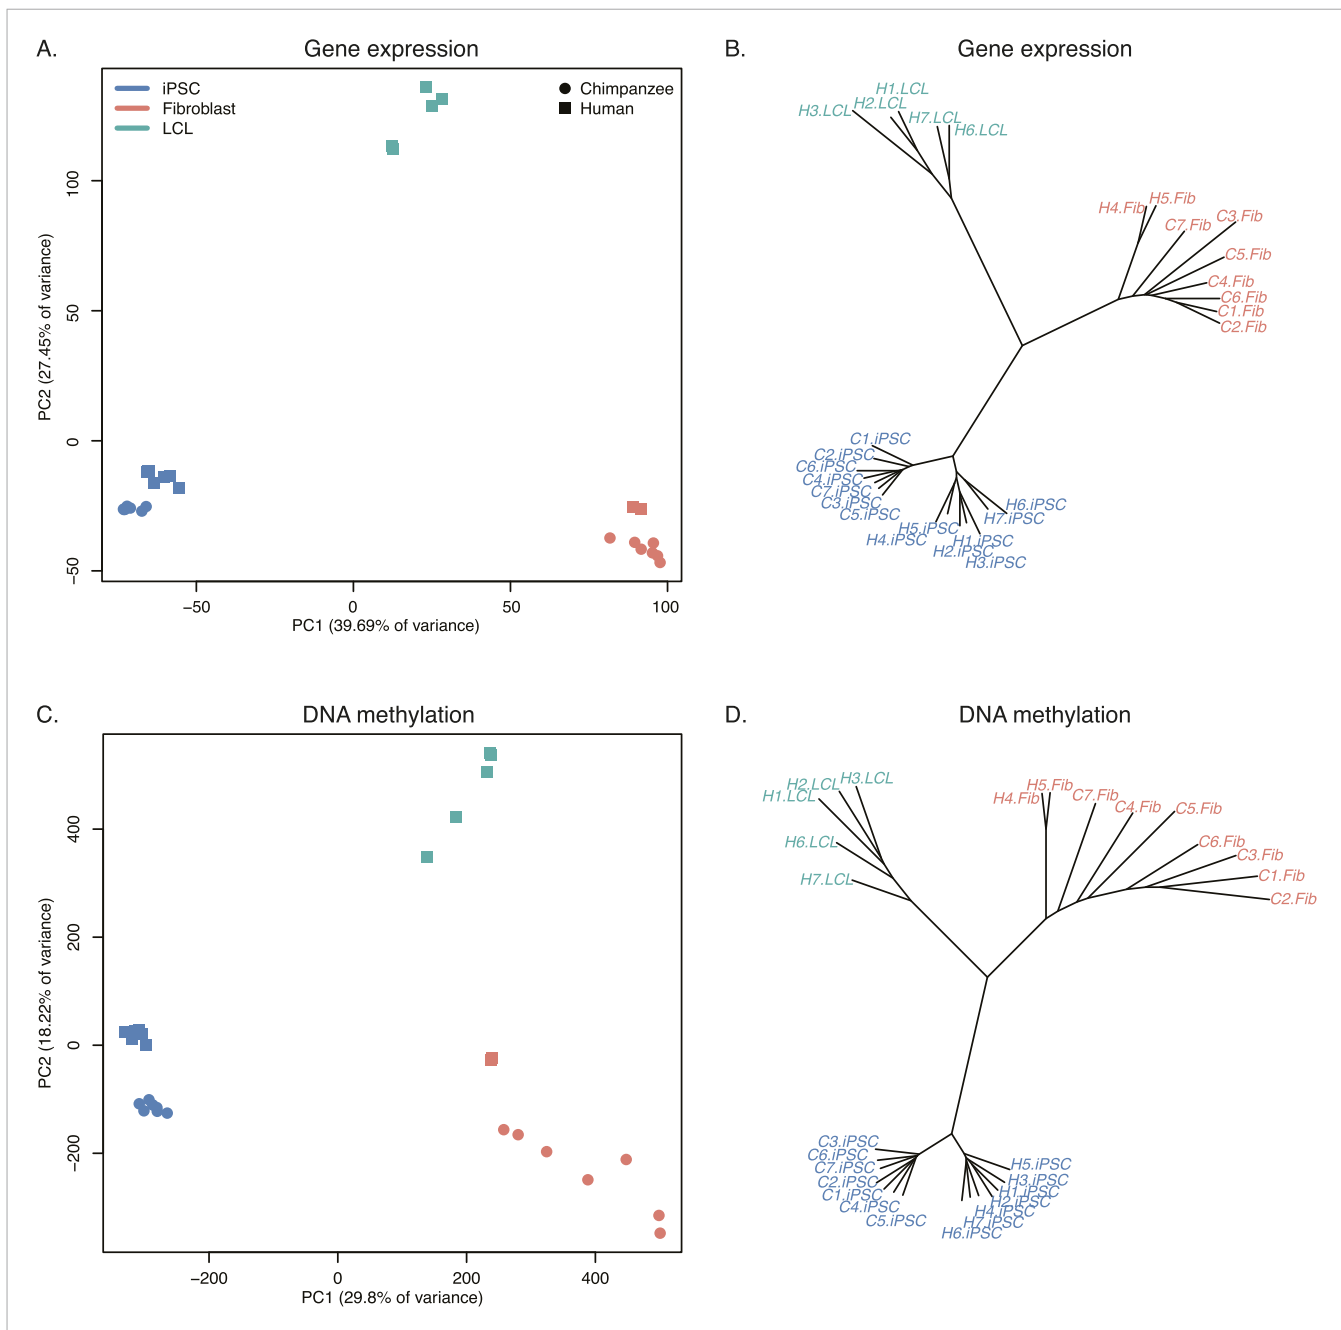 A.
Gene expression
iPSC
Fibroblast
LCL
Chimpanzee
Human
100
50
0
−50
PC2 (27.45% of variance)
−50
0
50
100
PC1 (39.69% of variance)
B.
Gene expression
H1.LCL
H2.LCL
H3.LCL
H7.LCL
H6.LCL
H5.Fib
H4.Fib
C3.Fib
C7.Fib
C5.Fib
C4.Fib
C6.Fib
C1.Fib
C2.Fib
C1.iPSC
C2.iPSC
C6.iPSC
C4.iPSC
C7.iPSC
C3.iPSC
C5.iPSC
H6.iPSC
H7.iPSC
H5.iPSC
H4.iPSC
H1.iPSC
H2.iPSC
H3.iPSC
C.
DNA methylation
400
200
0
−200
PC2 (18.22% of variance)
−200
0
200
400
PC1 (29.8% of variance)
D.
DNA methylation
H3.LCL
H2.LCL
H1.LCL
H6.LCL
H7.LCL
H5.Fib
H4.Fib
C7.Fib
C4.Fib
C5.Fib
C6.Fib
C3.Fib
C1.Fib
C2.Fib
C3.iPSC
C6.iPSC
C7.iPSC
C2.iPSC
C1.iPSC
C4.iPSC
C5.iPSC
H5.iPSC
H3.iPSC
H1.iPSC
H2.iPSC
H4.iPSC
H7.iPSC
H6.iPSC